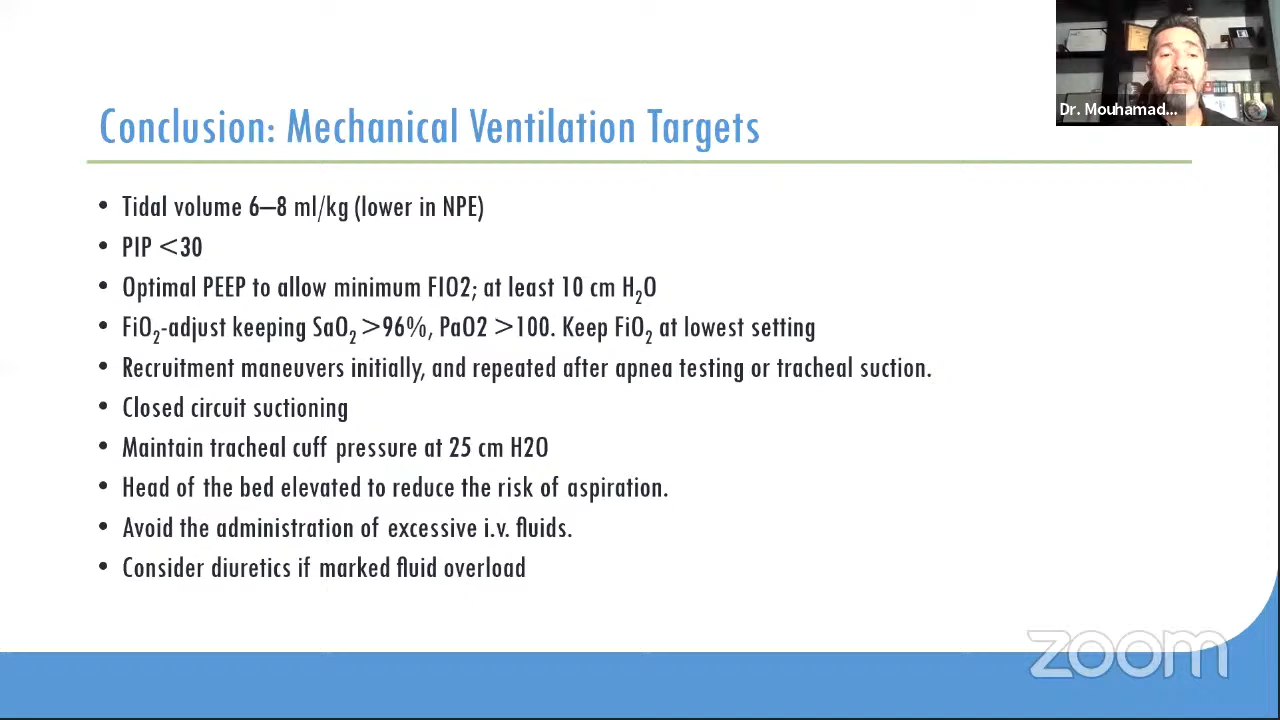 Dr. Mouhamad...
Conclusion: Mechanical Ventilation Targets
• Tidal volume 6–8 ml/kg (lower in NPE)
• PIP <30
• Optimal PEEP to allow minimum FIO2; at least 10 cm H₂O
• FiO₂-adjust keeping SaO₂ >96%, PaO2 >100. Keep FiO₂ at lowest setting
• Recruitment maneuvers initially, and repeated after apnea testing or tracheal suction.
• Closed circuit suctioning
• Maintain tracheal cuff pressure at 25 cm H2O
• Head of the bed elevated to reduce the risk of aspiration.
• Avoid the administration of excessive i.v. fluids.
• Consider diuretics if marked fluid overload
zoom